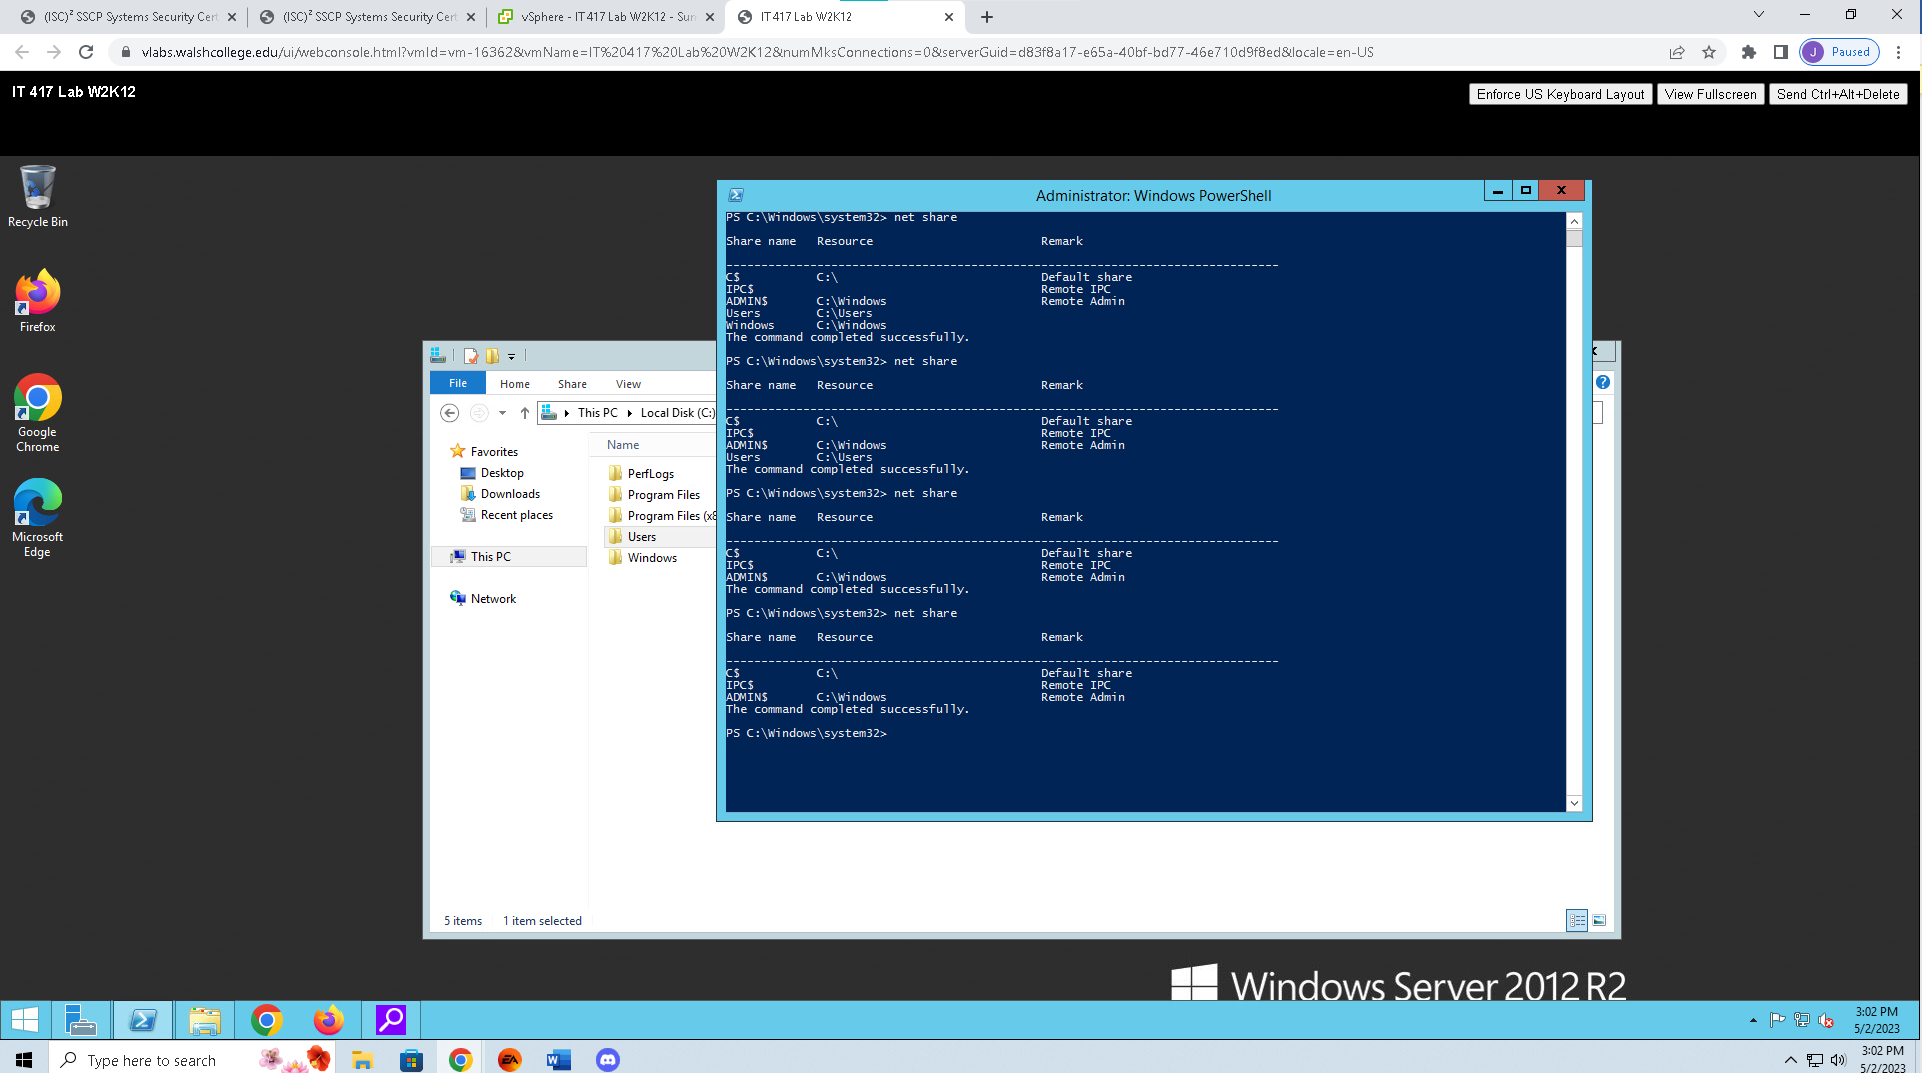 (ISC)² SSCP Systems Security Cert
(ISC)² SSCP Systems Security Cert
vSphere - IT 417 Lab W2K12 - Sum
IT 417 Lab W2K12
vlabs.walshcollege.edu/ui/webconsole.html?vmId=vm-16362&vmName=IT%20417%20Lab%20W2K12&numMksConnections=0&serverGuid=d83f8a17-e65a-40bf-bd77-46e710d9f8ed&locale=en-US
J
Paused
IT 417 Lab W2K12
Enforce US Keyboard Layout
View Fullscreen
Send Ctrl+Alt+Delete
Recycle Bin
Firefox
Google
Chrome
Microsoft
Edge
File
Home
Share
View
This PC
Local Disk (C:)
Favorites
Desktop
Downloads
Recent places
This PC
Network
Name
PerfLogs
Program Files
Program Files (x8
Users
Windows
5 items
1 item selected
Administrator: Windows PowerShell
PS C:\Windows\system32> net share
Share name   Resource                        Remark
-------------------------------------------------------------------------------
C$           C:\                             Default share
IPC$                                         Remote IPC
ADMIN$       C:\Windows                      Remote Admin
Users        C:\Users
Windows      C:\Windows
The command completed successfully.
PS C:\Windows\system32> net share
Share name   Resource                        Remark
-------------------------------------------------------------------------------
C$           C:\                             Default share
IPC$                                         Remote IPC
ADMIN$       C:\Windows                      Remote Admin
Users        C:\Users
The command completed successfully.
PS C:\Windows\system32> net share
Share name   Resource                        Remark
-------------------------------------------------------------------------------
C$           C:\                             Default share
IPC$                                         Remote IPC
ADMIN$       C:\Windows                      Remote Admin
The command completed successfully.
PS C:\Windows\system32> net share
Share name   Resource                        Remark
-------------------------------------------------------------------------------
C$           C:\                             Default share
IPC$                                         Remote IPC
ADMIN$       C:\Windows                      Remote Admin
The command completed successfully.
PS C:\Windows\system32>
Windows Server 2012 R2
3:02 PM
5/2/2023
Type here to search
EA
W
3:02 PM
5/2/2023